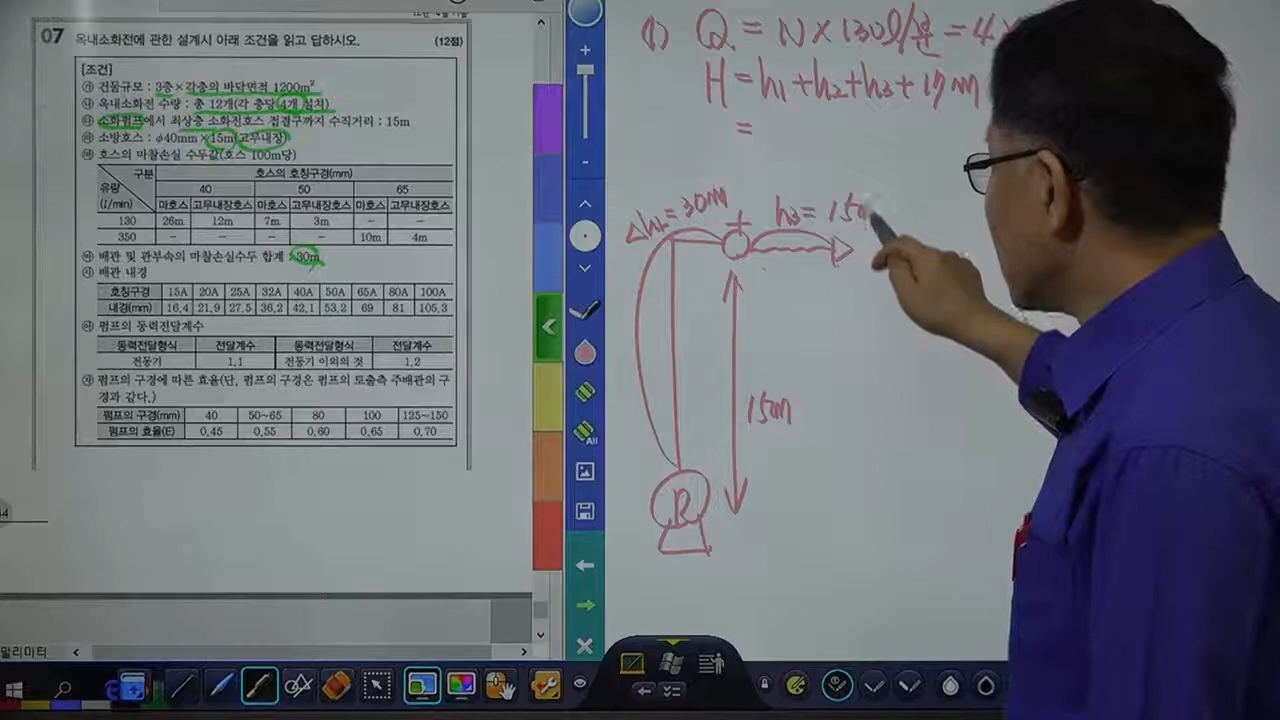 07 옥내소화전에 관한 설계시 아래 조건을 읽고 답하시오. (12점)
[조건]
㉮ 건물규모 : 3층×각층의 바닥면적 1200m²
㉯ 옥내소화전 수량 : 총 12개(각 층당 4개 설치)
㉰ 소화펌프에서 최상층 소화전호스 접결구까지 수직거리 : 15m
㉱ 소방호스 : φ40mm×15m(고무내장)
㉲ 호스의 마찰손실 수두값(호스 100m당)
구분 호스의 호칭구경(mm)
유량 (l/min) 40 50 65
마호스 고무내장호스 마호스 고무내장호스 마호스 고무내장호스
130 26m 12m 7m 3m - -
350 - - - - 10m 4m
㉳ 배관 및 관부속의 마찰손실수두 합계 : 30m
㉴ 배관 내경
호칭구경 15A 20A 25A 32A 40A 50A 65A 80A 100A
내경(mm) 16.4 21.9 27.5 36.2 42.1 53.2 69 81 105.3
㉵ 펌프의 동력전달계수
동력전달형식 전달계수 동력전달형식 전달계수
전동기 1.1 전동기 이외의 것 1.2
㉶ 펌프의 구경에 따른 효율(단, 펌프의 구경은 펌프의 토출측 주배관의 구
경과 같다.)
펌프의 구경(mm) 40 50~65 80 100 125~150
펌프의 효율(E) 0.45 0.55 0.60 0.65 0.70
밀리미터
All
(1) Q = N×130l/분 = 4×
H = h1+h2+h3+17m
=
Δh2=30m h3=15m
15m
P